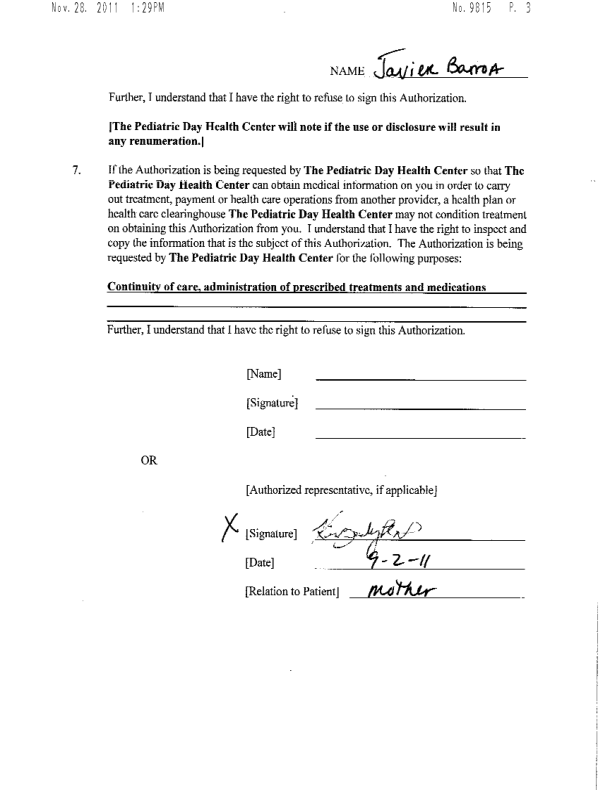 Nov. 28. 2011 1:29PM No. 9815 P. 3
NAME Javier Barroa
Further, I understand that I have the right to refuse to sign this Authorization.
[The Pediatric Day Health Center will note if the use or disclosure will result in
any renumeration.]
7. If the Authorization is being requested by The Pediatric Day Health Center so that The
Pediatric Day Health Center can obtain medical information on you in order to carry
out treatment, payment or health care operations from another provider, a health plan or
health care clearinghouse The Pediatric Day Health Center may not condition treatment
on obtaining this Authorization from you. I understand that I have the right to inspect and
copy the information that is the subject of this Authorization. The Authorization is being
requested by The Pediatric Day Health Center for the following purposes:
Continuity of care, administration of prescribed treatments and medications
Further, I understand that I have the right to refuse to sign this Authorization.
[Name]
[Signature]
[Date]
OR
[Authorized representative, if applicable]
X [Signature]
[Date] 9-2-11
[Relation to Patient] mother